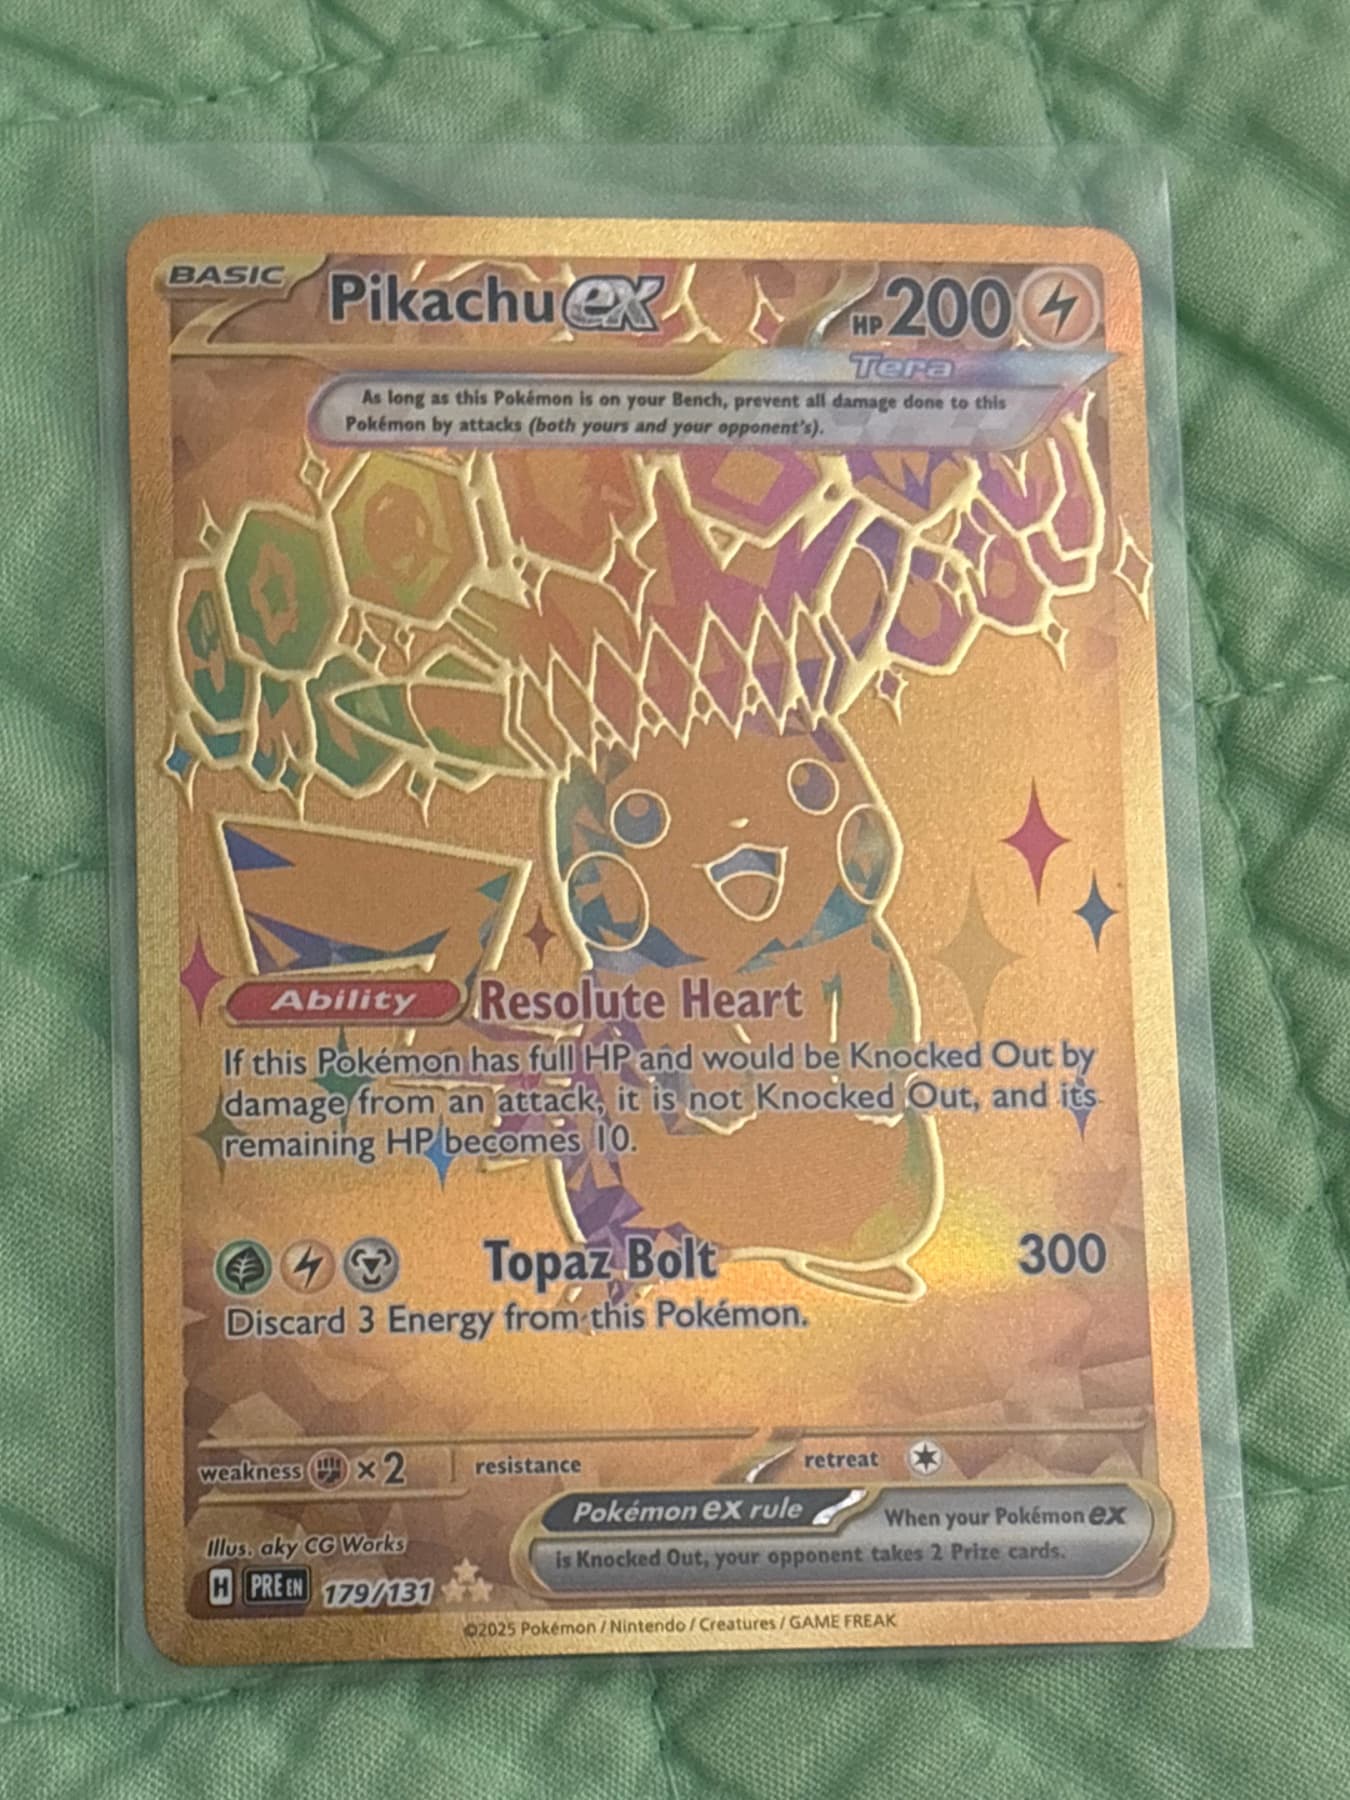 BASIC
Pikachu ex
HP 200
Tera
As long as this Pokémon is on your Bench, prevent all damage done to this
Pokémon by attacks (both yours and your opponent's).
Ability Resolute Heart
If this Pokémon has full HP and would be Knocked Out by
damage from an attack, it is not Knocked Out, and its
remaining HP becomes 10.
Topaz Bolt 300
Discard 3 Energy from this Pokémon.
weakness ×2 resistance retreat
Pokémon ex rule When your Pokémon ex
is Knocked Out, your opponent takes 2 Prize cards.
Illus. aky CG Works
H PRE EN 179/131
©2025 Pokémon / Nintendo / Creatures / GAME FREAK